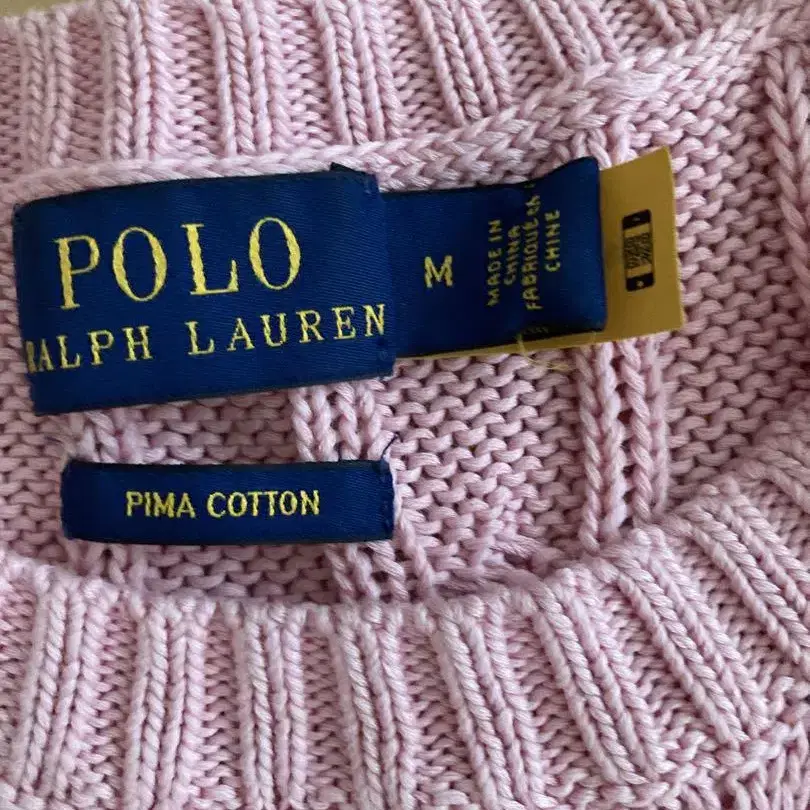 POLO
RALPH LAUREN
M
MADE IN
CHINA
FABRIQUÉ EN
CHINE
PIMA COTTON